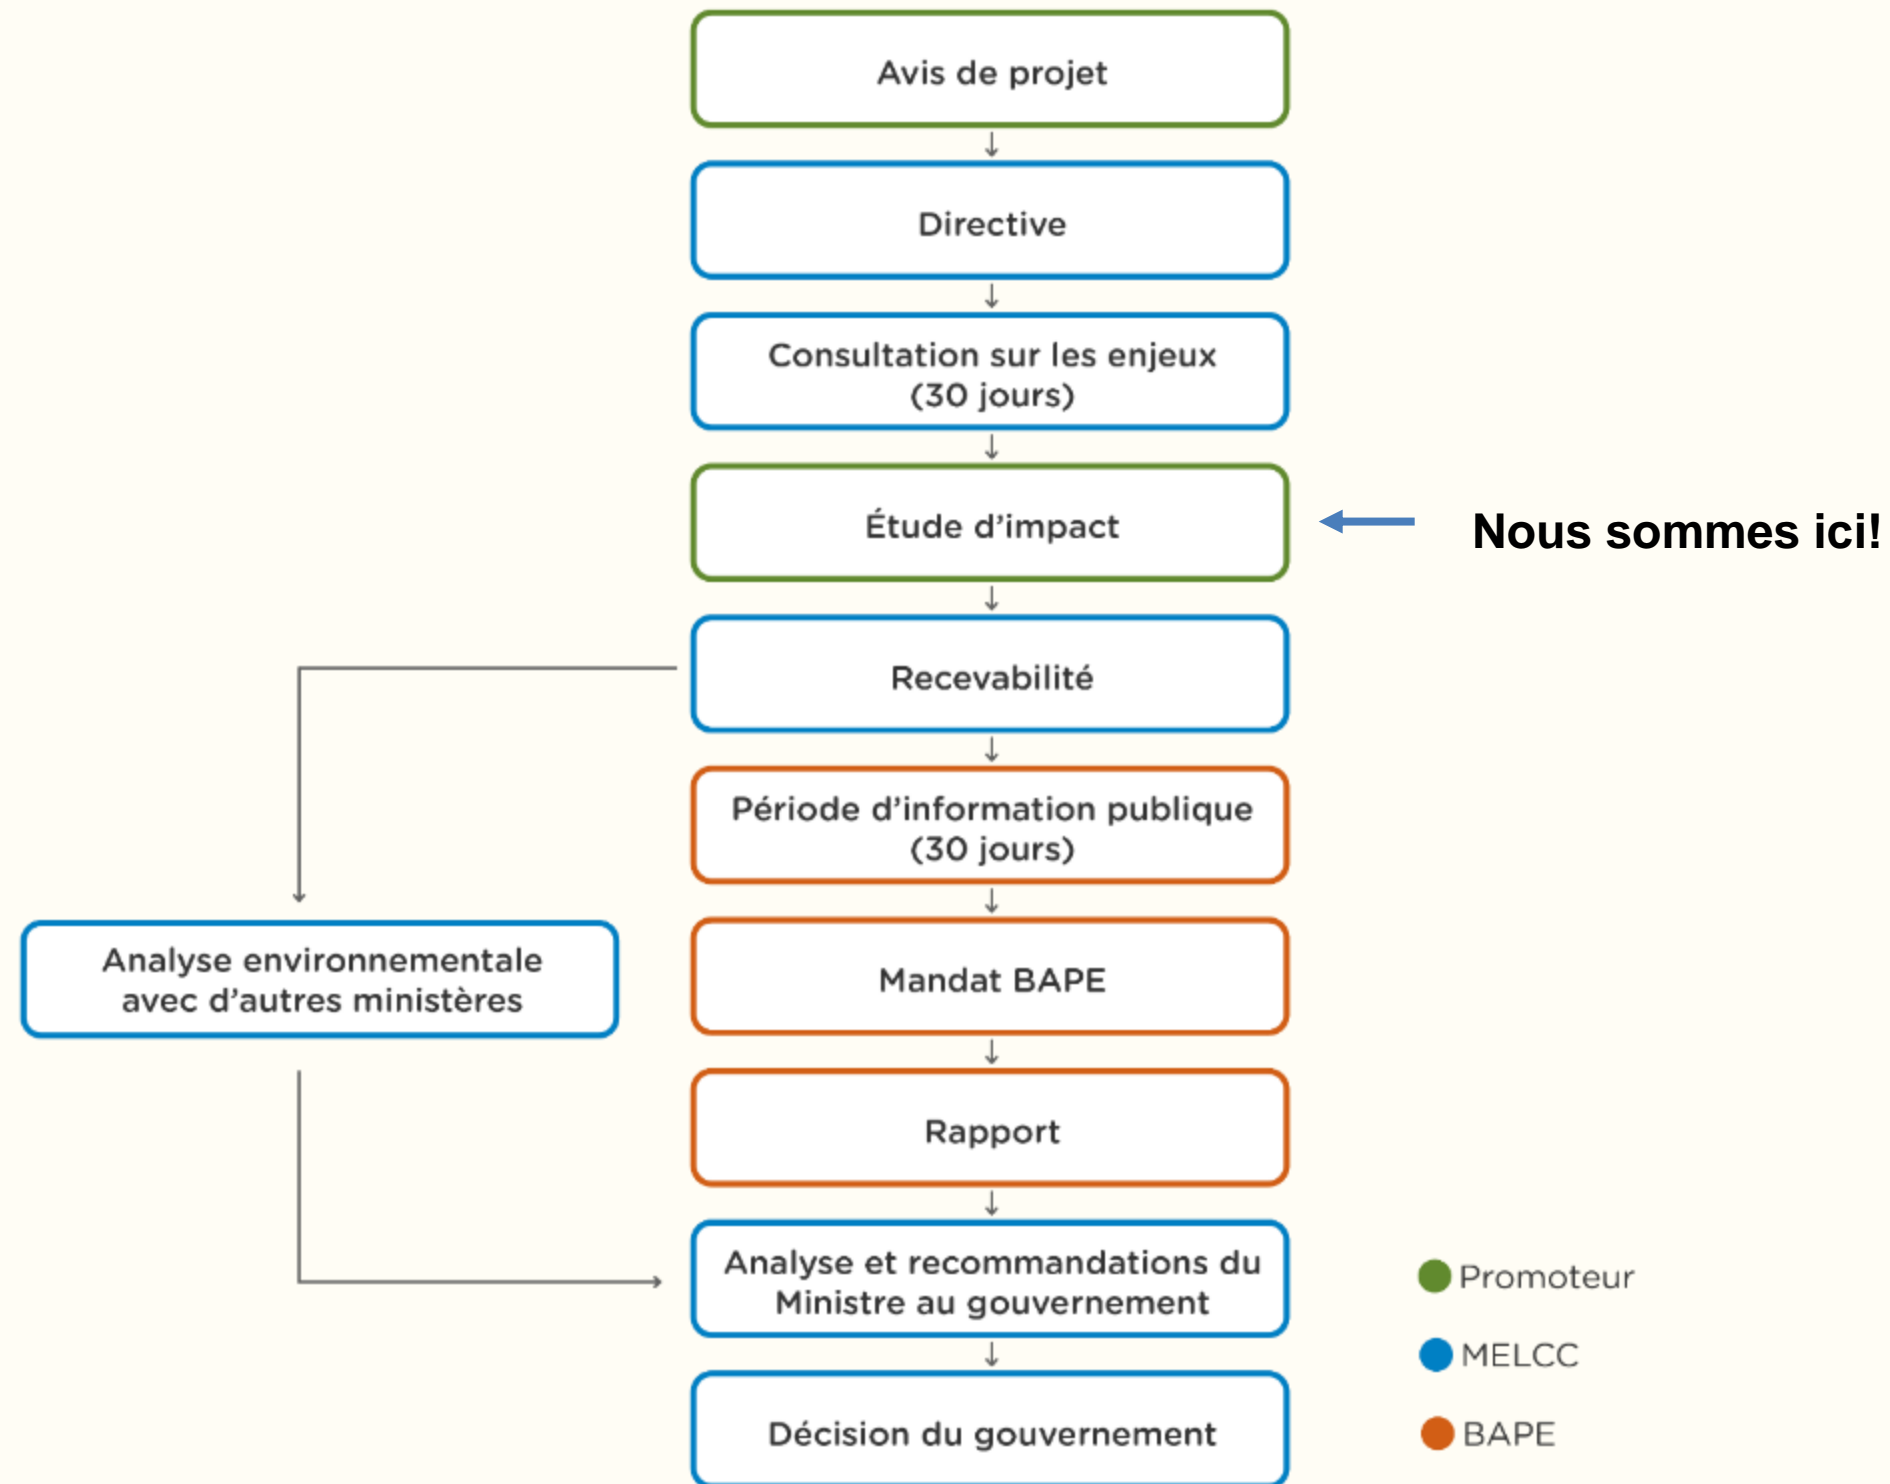 Avis de projet
Directive
Consultation sur les enjeux
(30 jours)
Étude d’impact
Nous sommes ici!
Recevabilité
Période d’information publique
(30 jours)
Analyse environnementale
avec d’autres ministères
Mandat BAPE
Rapport
Analyse et recommandations du
Ministre au gouvernement
Décision du gouvernement
Promoteur
MELCC
BAPE